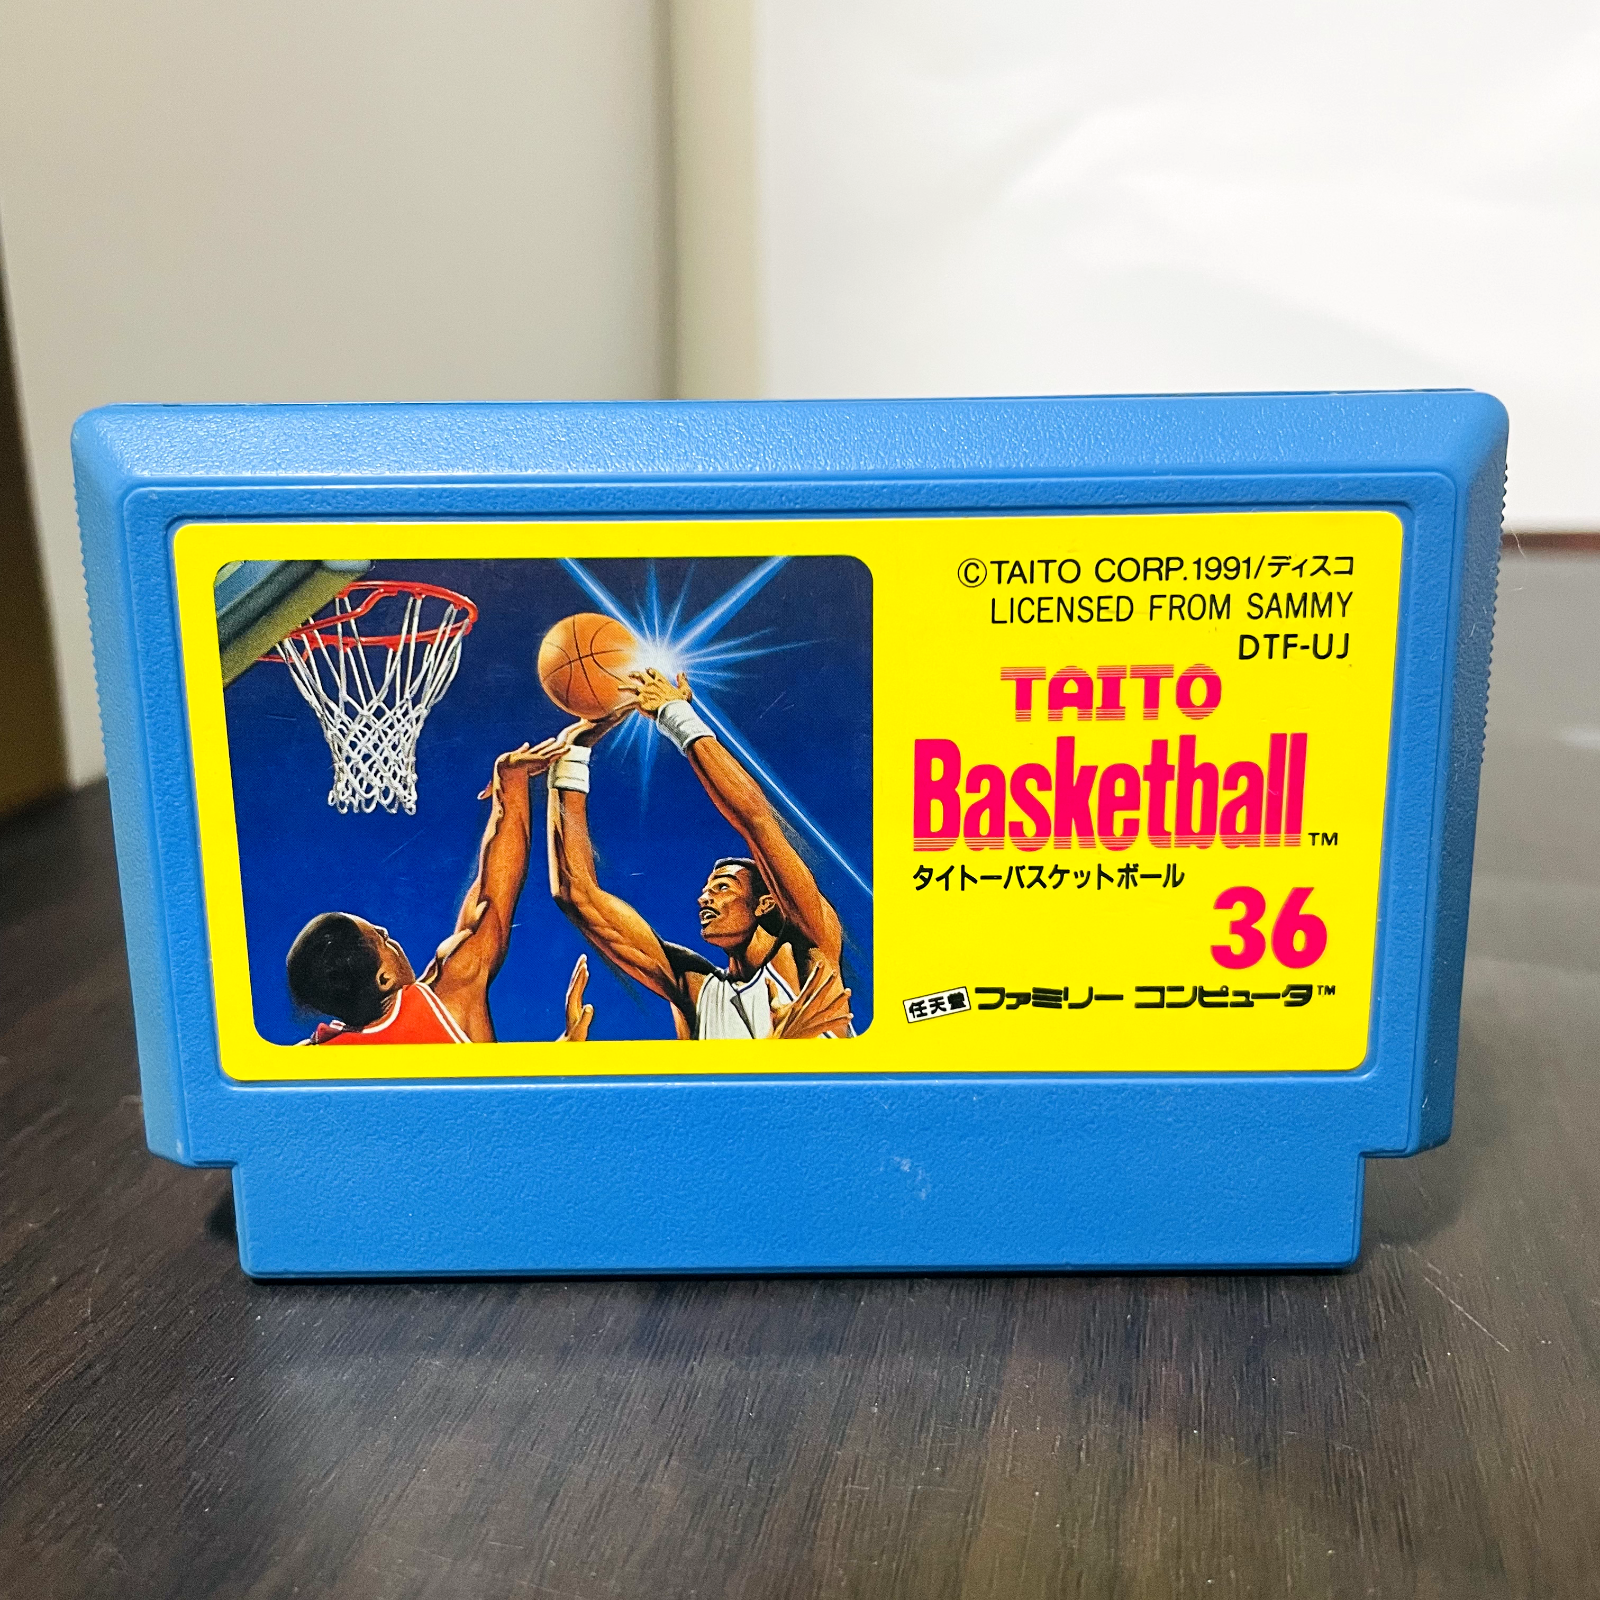 ©TAITO CORP.1991/ディスコ
LICENSED FROM SAMMY
DTF-UJ
TAITO
Basketball™
タイトーバスケットボール
36
任天堂 ファミリー コンピュータ™